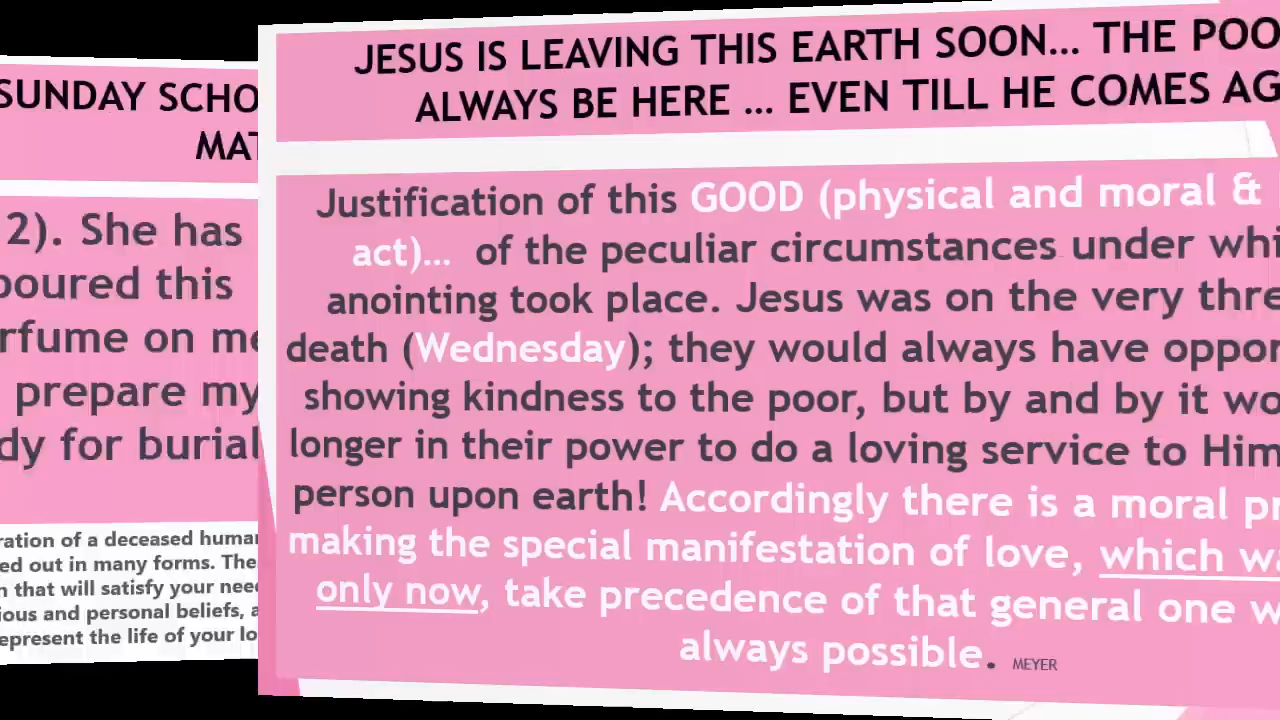 SUNDAY SCHO
MAT
2). She has
poured this
rfume on me
prepare my
dy for burial
ration of a deceased human
ed out in many forms. The
n that will satisfy your need
ious and personal beliefs, a
epresent the life of your lo
JESUS IS LEAVING THIS EARTH SOON... THE POO
ALWAYS BE HERE ... EVEN TILL HE COMES AG
Justification of this GOOD (physical and moral &
act)... of the peculiar circumstances under whi
anointing took place. Jesus was on the very thre
death (Wednesday); they would always have oppor
showing kindness to the poor, but by and by it wo
longer in their power to do a loving service to Him
person upon earth! Accordingly there is a moral pr
making the special manifestation of love, which wa
only now, take precedence of that general one w
always possible. MEYER